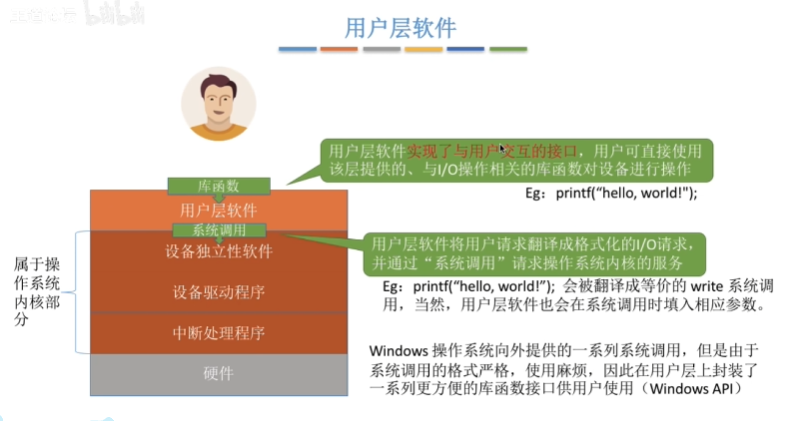 用户层软件
用户层软件实现了与用户交互的接口，用户可直接使用
该层提供的、与I/O操作相关的库函数对设备进行操作
库函数
Eg：printf(“hello, world!");
用户层软件
系统调用
用户层软件将用户请求翻译成格式化的I/O请求，
并通过“系统调用”请求操作系统内核的服务
设备独立性软件
属于操
作系统
内核部
分
设备驱动程序
Eg：printf(“hello, world!”); 会被翻译成等价的 write 系统调
用，当然，用户层软件也会在系统调用时填入相应参数。
中断处理程序
硬件
Windows 操作系统向外提供的一系列系统调用，但是由于
系统调用的格式严格，使用麻烦，因此在用户层上封装了
一系列更方便的库函数接口供用户使用（Windows API）